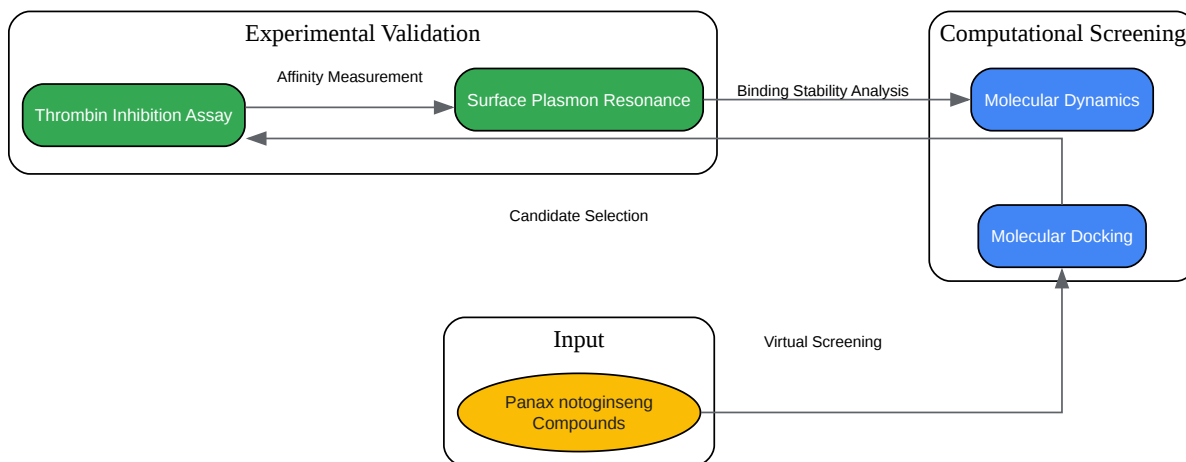 Experimental Validation
Computational Screening
Affinity Measurement
Thrombin Inhibition Assay
Surface Plasmon Resonance
Binding Stability Analysis
Molecular Dynamics
Candidate Selection
Molecular Docking
Input
Virtual Screening
Panax notoginseng
Compounds